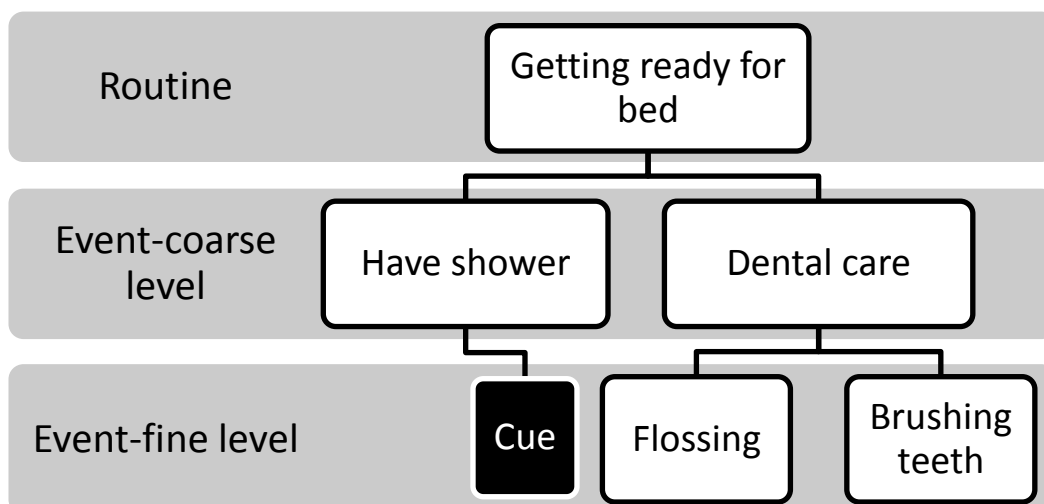 Routine
Getting ready for
bed
Event-coarse
level
Have shower
Dental care
Event-fine level
Cue
Flossing
Brushing
teeth